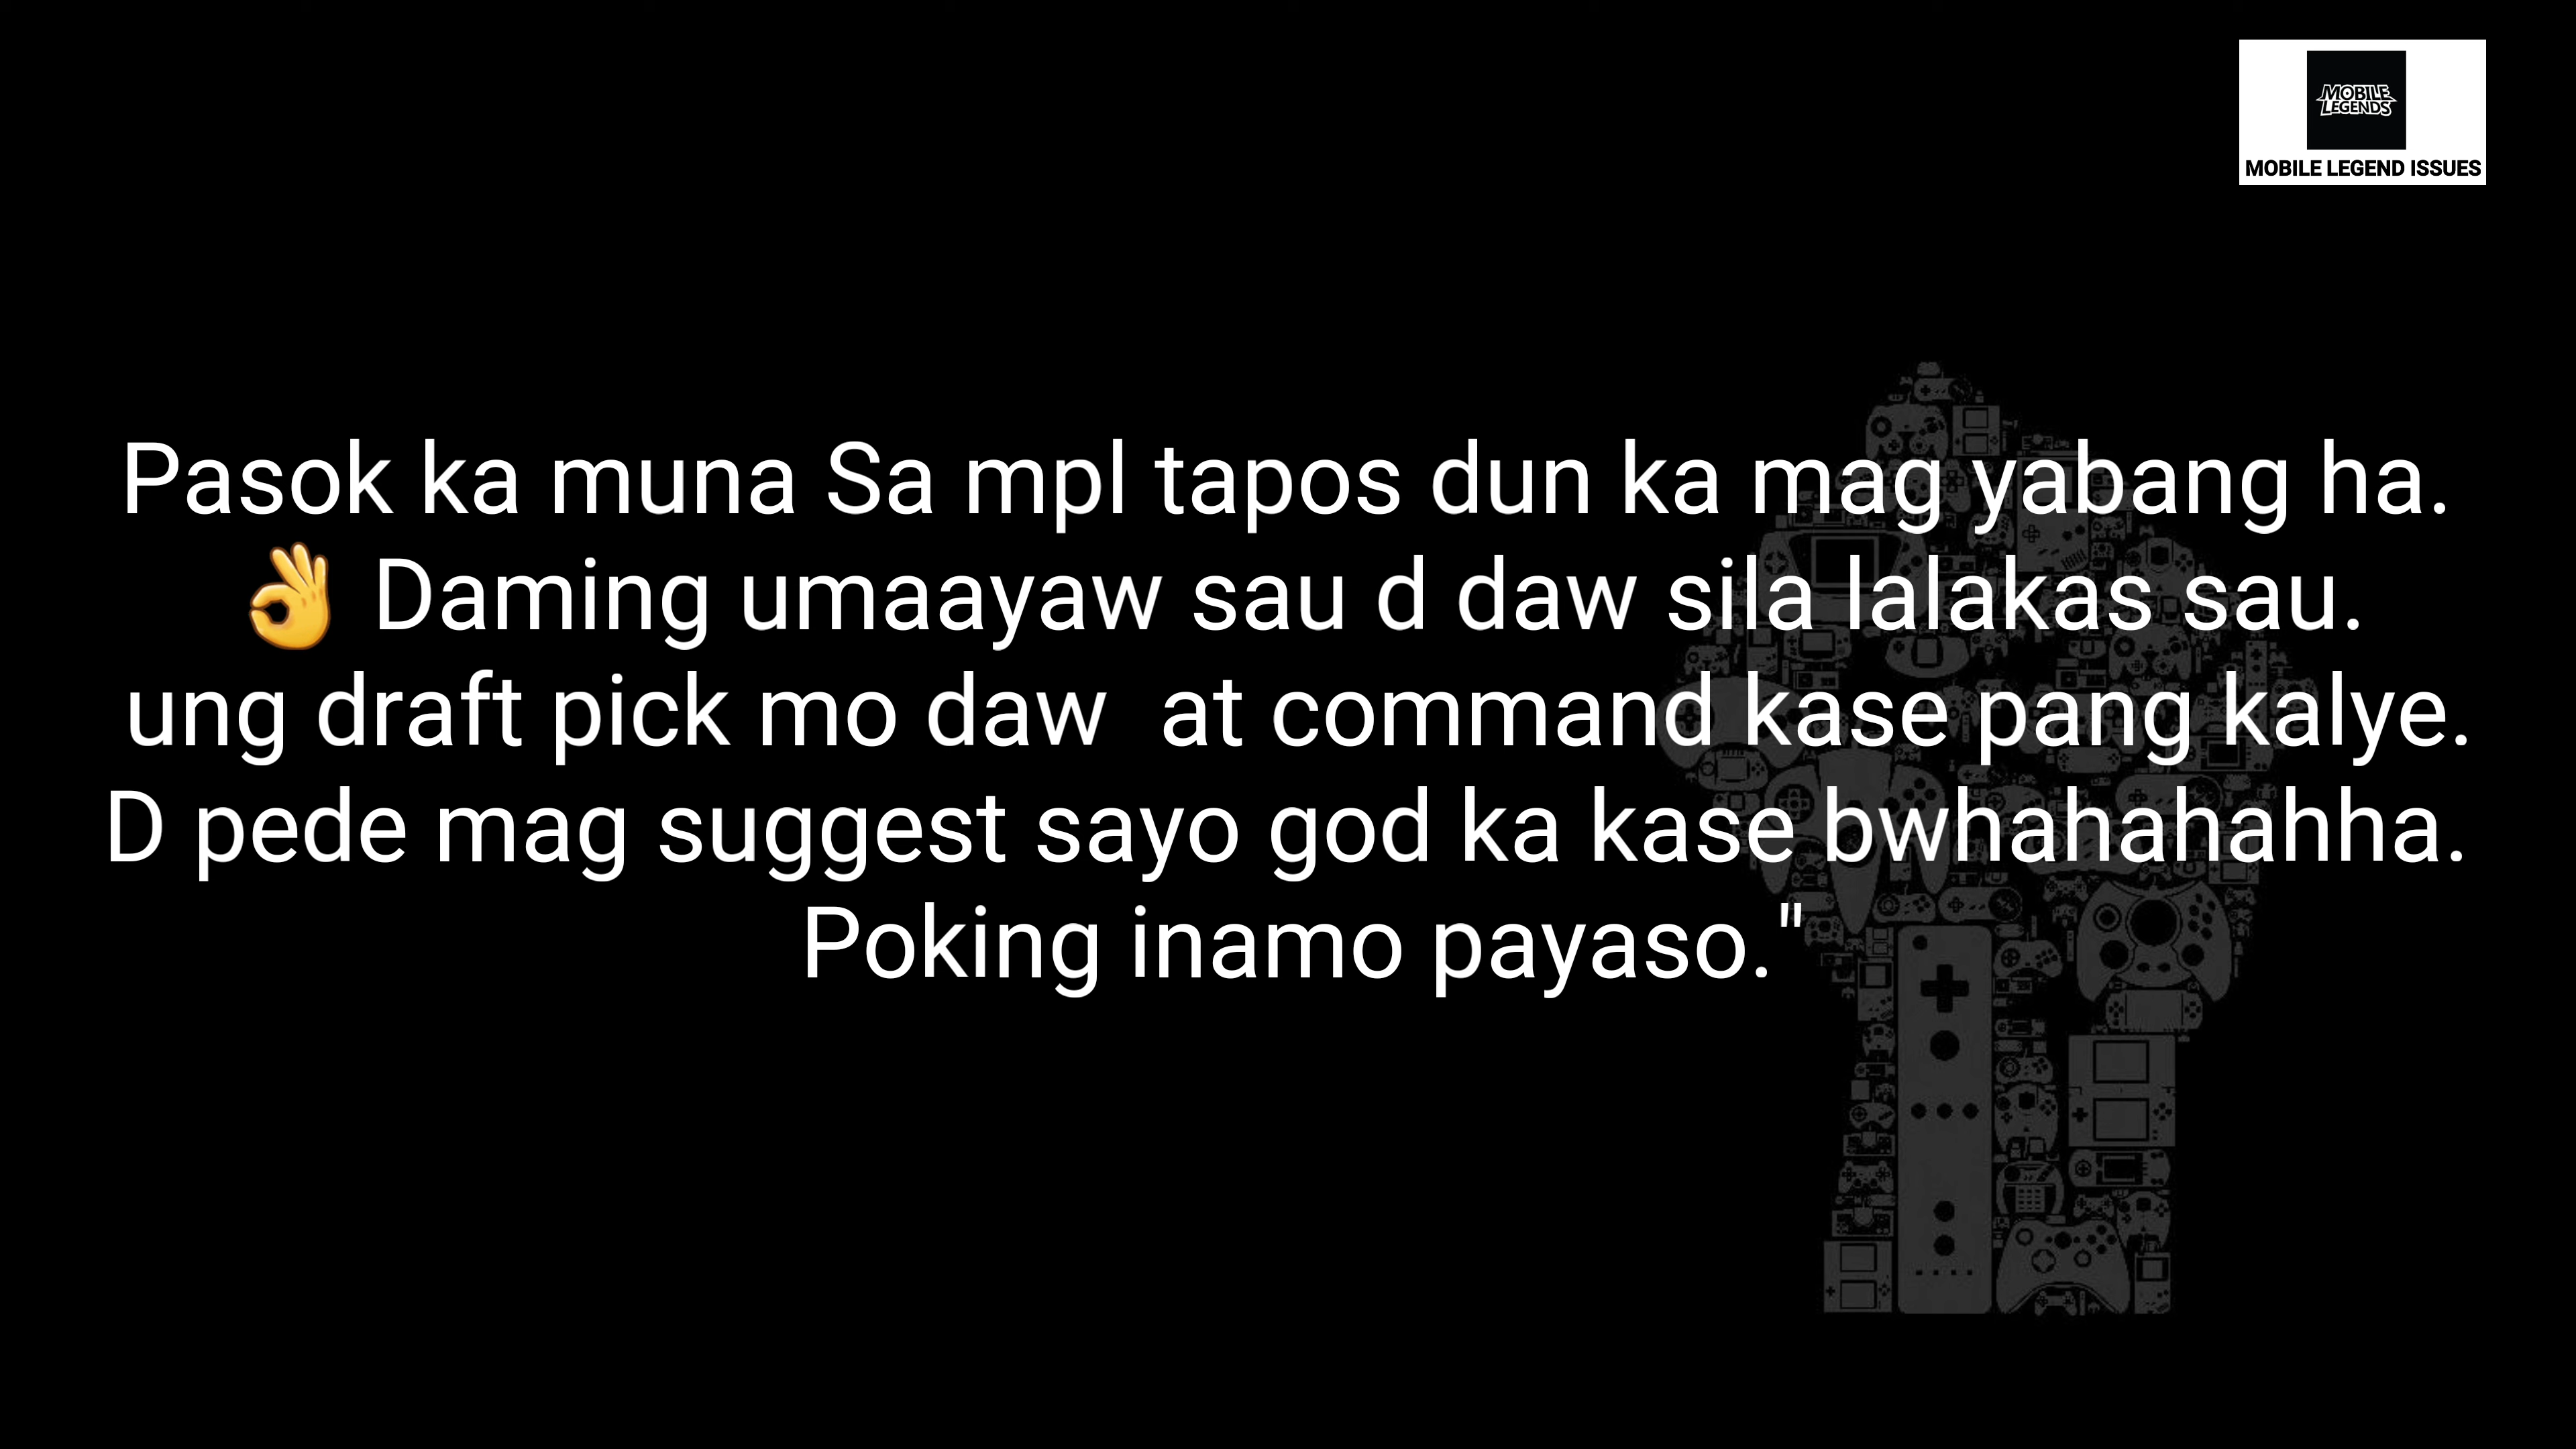 MOBILE
LEGENDS
MOBILE LEGEND ISSUES
Pasok ka muna Sa mpl tapos dun ka mag yabang ha.
👌 Daming umaayaw sau d daw sila lalakas sau.
ung draft pick mo daw  at command kase pang kalye.
D pede mag suggest sayo god ka kase bwhahahahha.
Poking inamo payaso."